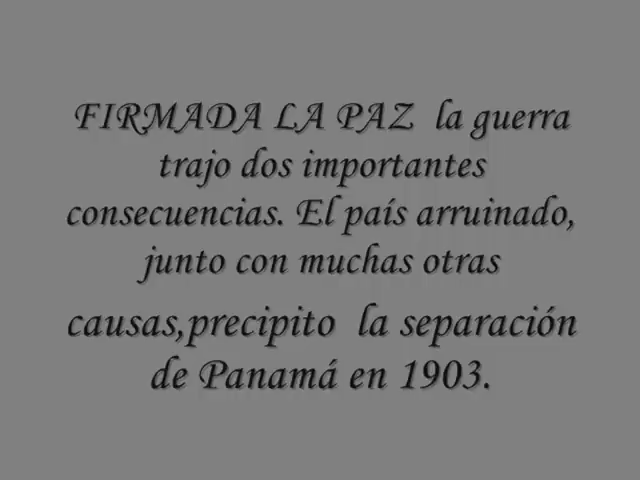 FIRMADA LA PAZ  la guerra
trajo dos importantes
consecuencias. El país arruinado,
junto con muchas otras
causas,precipito  la separación
de Panamá en 1903.